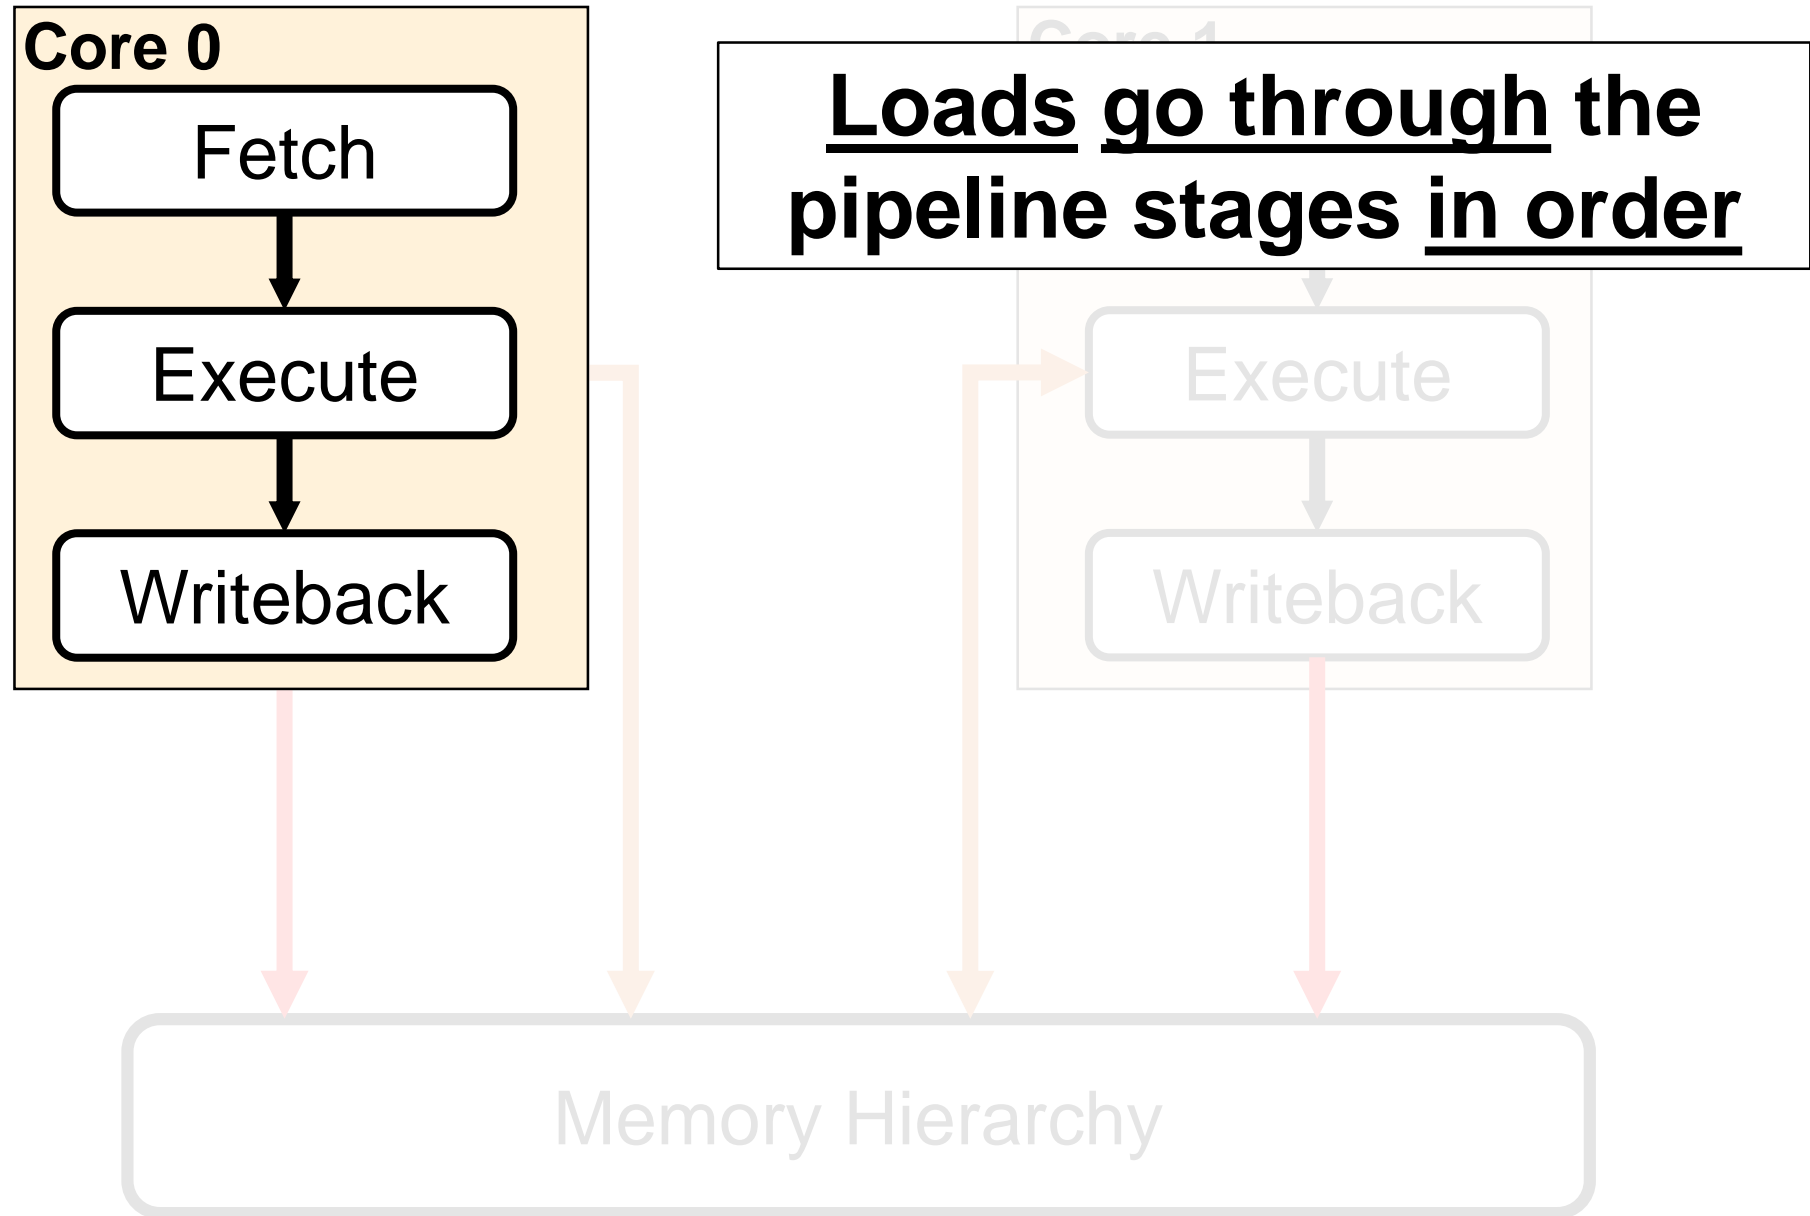 Core 0
Fetch
Execute
Writeback
Loads go through the
pipeline stages in order
Execute
Writeback
Memory Hierarchy